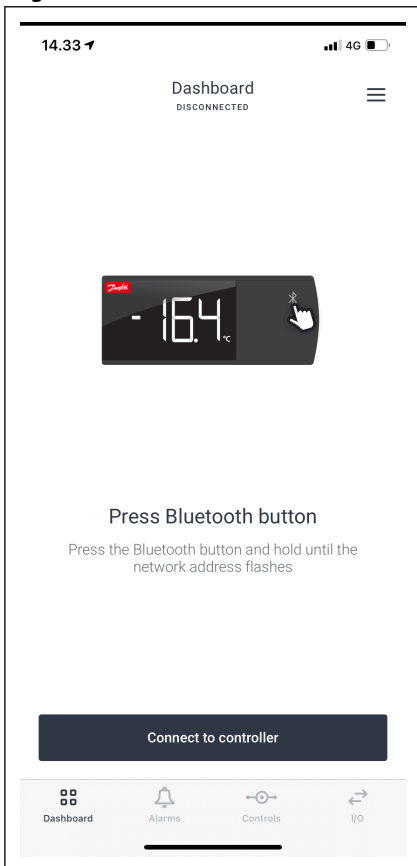 14.33
4G
Dashboard
DISCONNECTED
Danfoss
-16.4 °C
Press Bluetooth button
Press the Bluetooth button and hold until the
network address flashes
Connect to controller
Dashboard Alarms Controls I/O